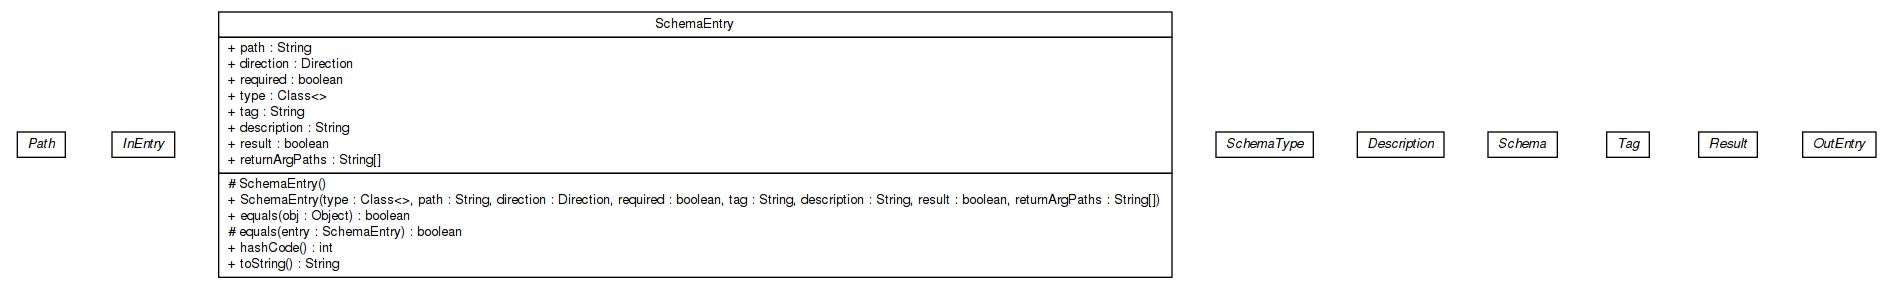 Path
InEntry
SchemaEntry
+ path : String
+ direction : Direction
+ required : boolean
+ type : Class<>
+ tag : String
+ description : String
+ result : boolean
+ returnArgPaths : String[]
# SchemaEntry()
+ SchemaEntry(type : Class<>, path : String, direction : Direction, required : boolean, tag : String, description : String, result : boolean, returnArgPaths : String[])
+ equals(obj : Object) : boolean
# equals(entry : SchemaEntry) : boolean
+ hashCode() : int
+ toString() : String
SchemaType
Description
Schema
Tag
Result
OutEntry